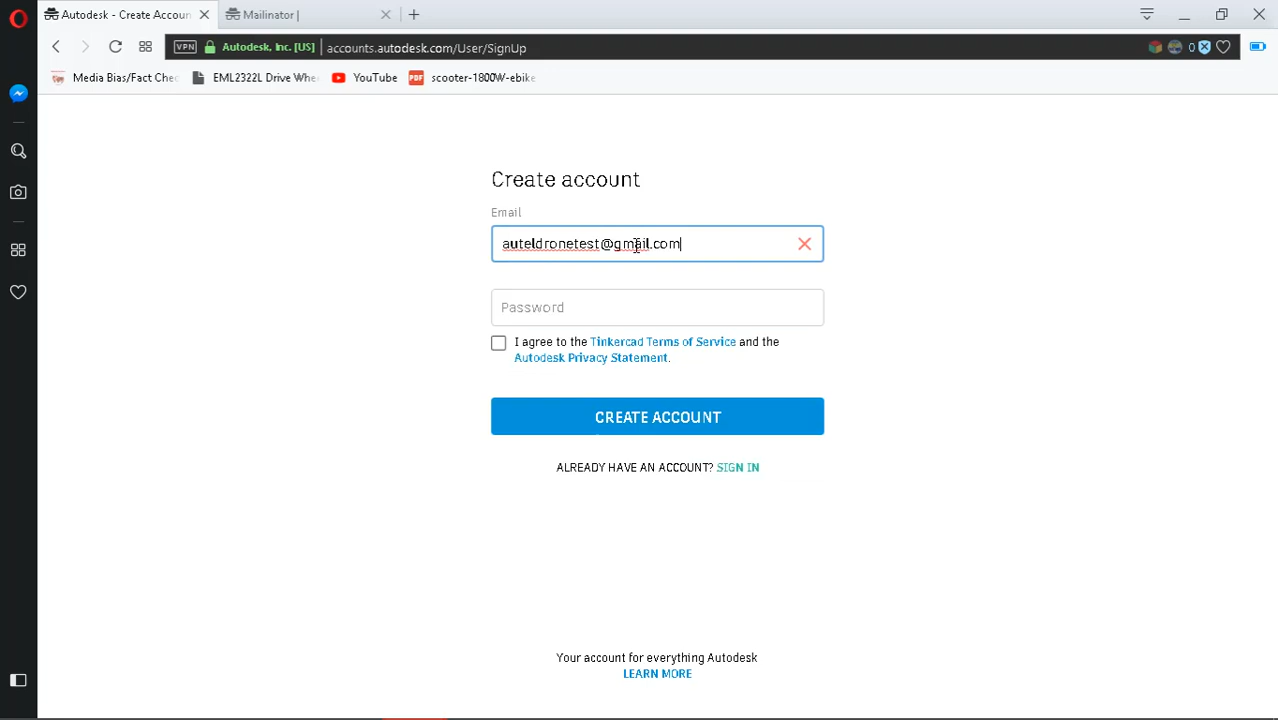 Autodesk - Create Accoun
Mailinator |
VPN
Autodesk, Inc. [US]
accounts.autodesk.com/User/SignUp
0
Media Bias/Fact Chec
EML2322L Drive Whe
YouTube
PDF
scooter-1800W-ebike
Create account
Email
auteldronetest@gmail.com
Password
I agree to the Tinkercad Terms of Service and the
Autodesk Privacy Statement.
CREATE ACCOUNT
ALREADY HAVE AN ACCOUNT? SIGN IN
Your account for everything Autodesk
LEARN MORE